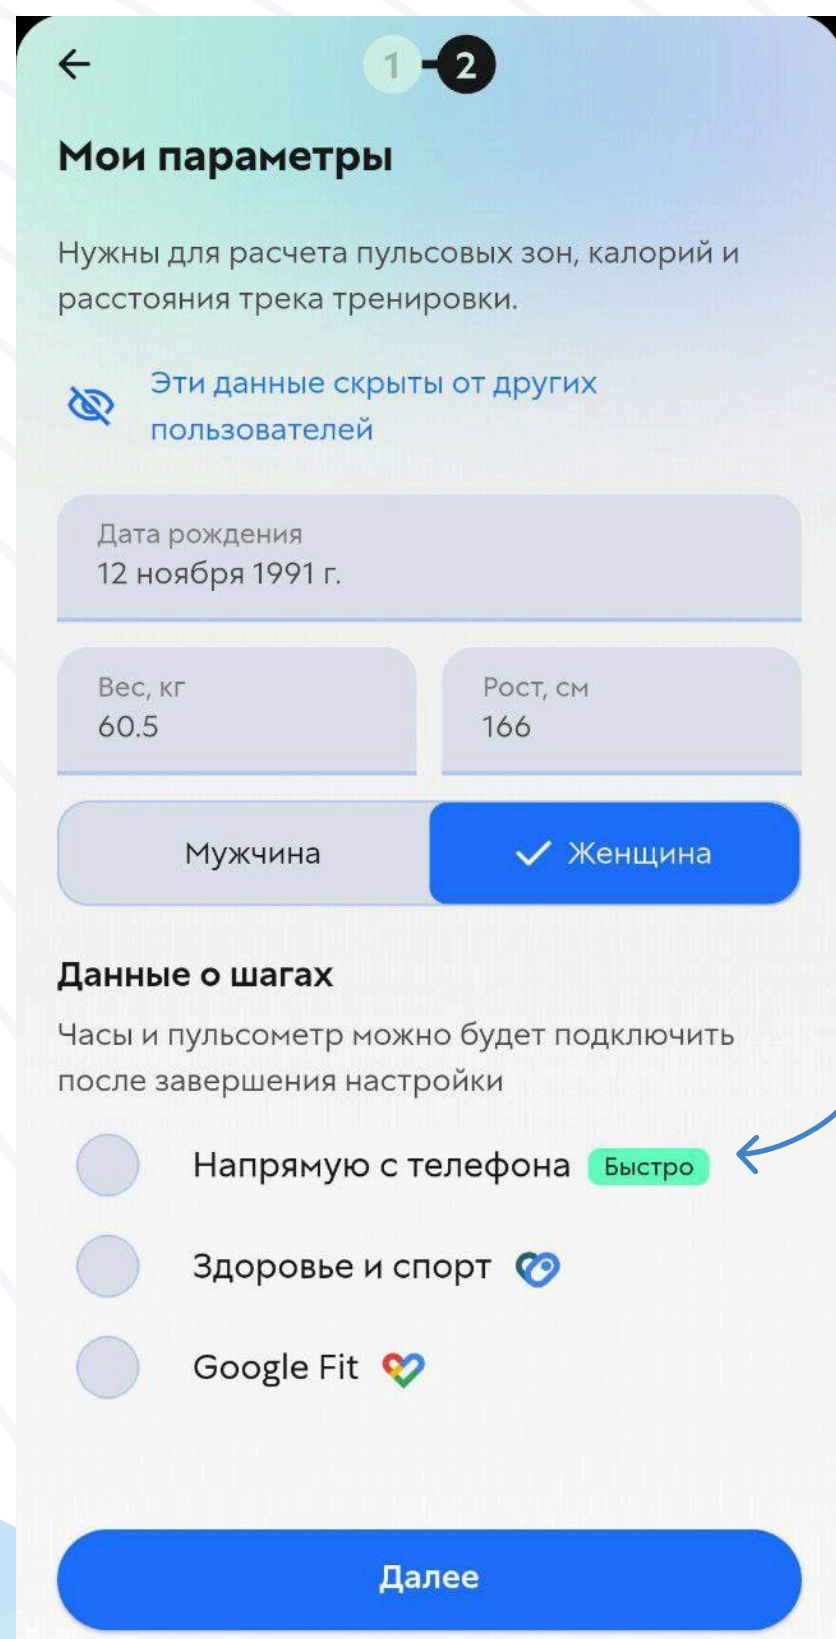 1 2
Мои параметры
Нужны для расчета пульсовых зон, калорий и
расстояния трека тренировки.
Эти данные скрыты от других
пользователей
Дата рождения
12 ноября 1991 г.
Вес, кг
60.5
Рост, см
166
Мужчина
Женщина
Данные о шагах
Часы и пульсометр можно будет подключить
после завершения настройки
Напрямую с телефона Быстро
Здоровье и спорт
Google Fit
Далее